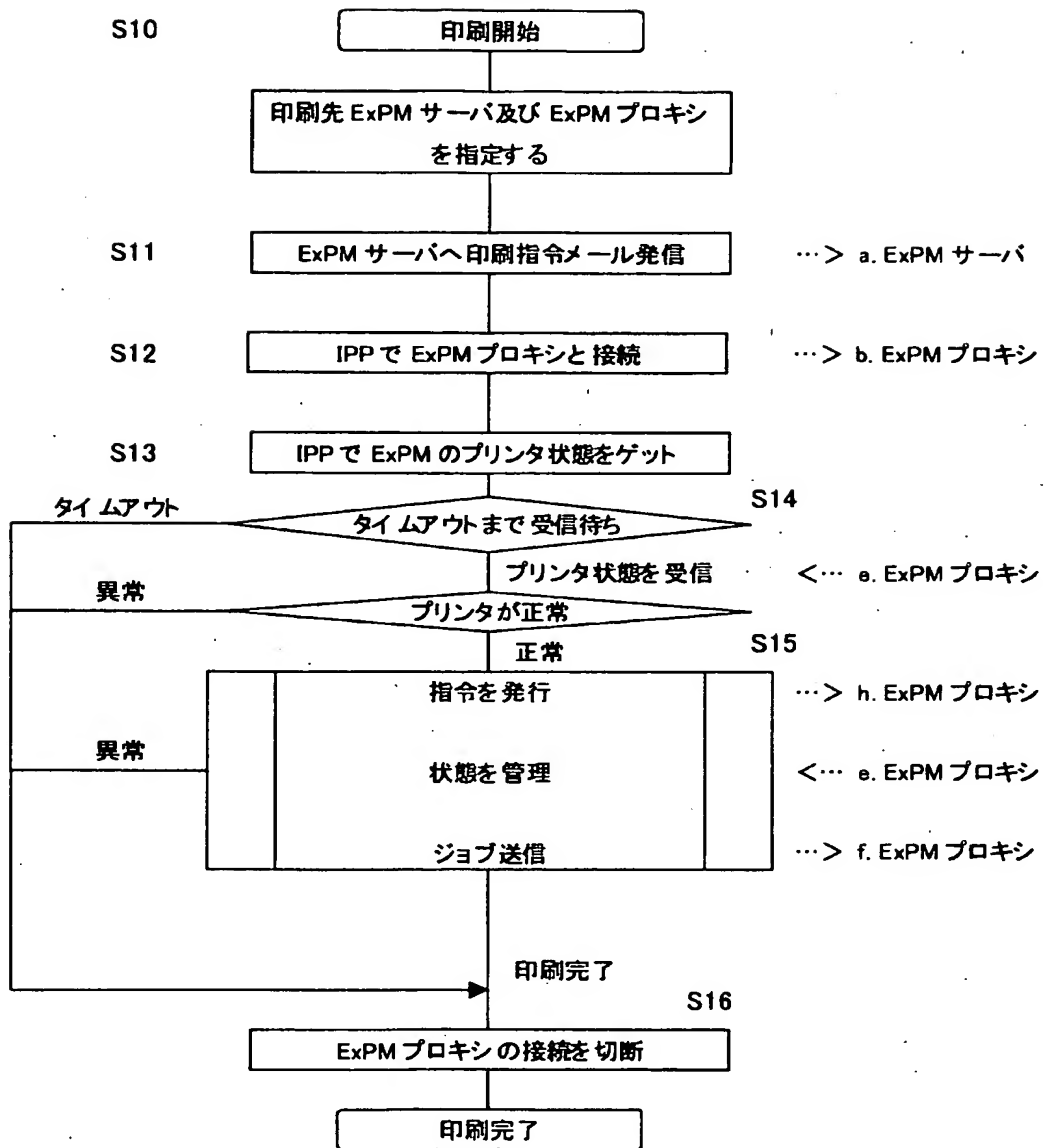 S10
印刷開始
印刷先 ExPM サーバ及び ExPM プロキシ
を指定する
S11
ExPM サーバへ印刷指令メール発信
…> a. ExPM サーバ
S12
IPP で ExPM プロキシと接続
…> b. ExPM プロキシ
S13
IPP で ExPM のプリンタ状態をゲット
S14
タイムアウト
タイムアウトまで受信待ち
プリンタ状態を受信
<… e. ExPM プロキシ
異常
プリンタが正常
S15
正常
指令を発行
…> h. ExPM プロキシ
異常
状態を管理
<… e. ExPM プロキシ
ジョブ送信
…> f. ExPM プロキシ
印刷完了
S16
ExPM プロキシの接続を切断
印刷完了